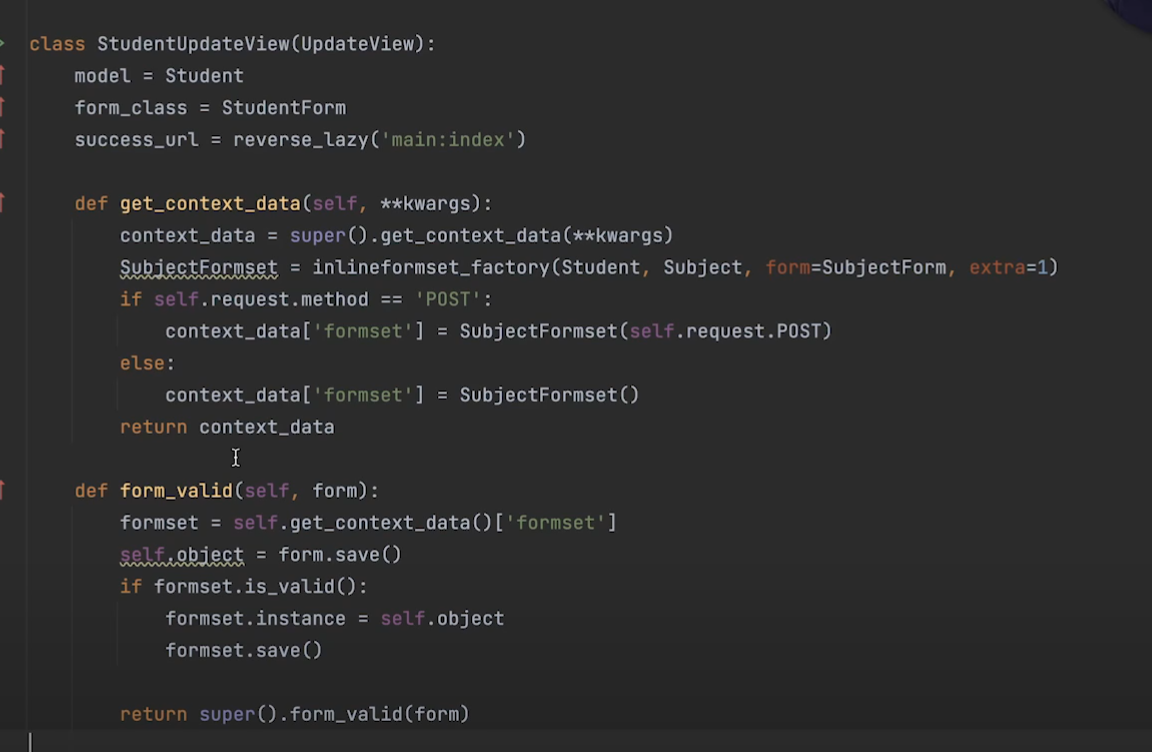 class StudentUpdateView(UpdateView):
    model = Student
    form_class = StudentForm
    success_url = reverse_lazy('main:index')

    def get_context_data(self, **kwargs):
        context_data = super().get_context_data(**kwargs)
        SubjectFormset = inlineformset_factory(Student, Subject, form=SubjectForm, extra=1)
        if self.request.method == 'POST':
            context_data['formset'] = SubjectFormset(self.request.POST)
        else:
            context_data['formset'] = SubjectFormset()
        return context_data

    def form_valid(self, form):
        formset = self.get_context_data()['formset']
        self.object = form.save()
        if formset.is_valid():
            formset.instance = self.object
            formset.save()

        return super().form_valid(form)